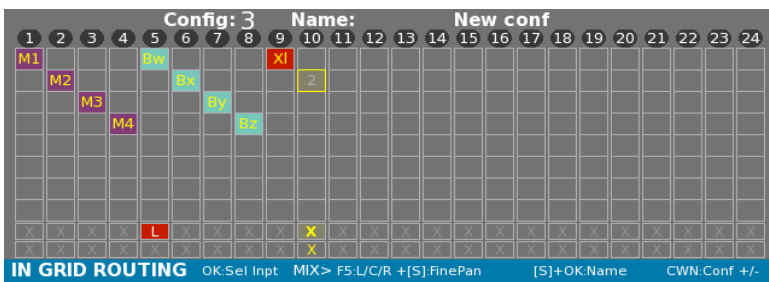 Config: 3 Name: New conf
1 2 3 4 5 6 7 8 9 10 11 12 13 14 15 16 17 18 19 20 21 22 23 24
M1 Bw Xl
M2 Bx 2
M3 By
M4 Bz
X X X X L X X X X X X X X X X X X X X X X X X X
X X X X X X X X X X X X X X X X X X X X X X X X
IN GRID ROUTING OK:Sel Inpt MIX> F5:L/C/R +[S]:FinePan [S]+OK:Name CWN:Conf +/-